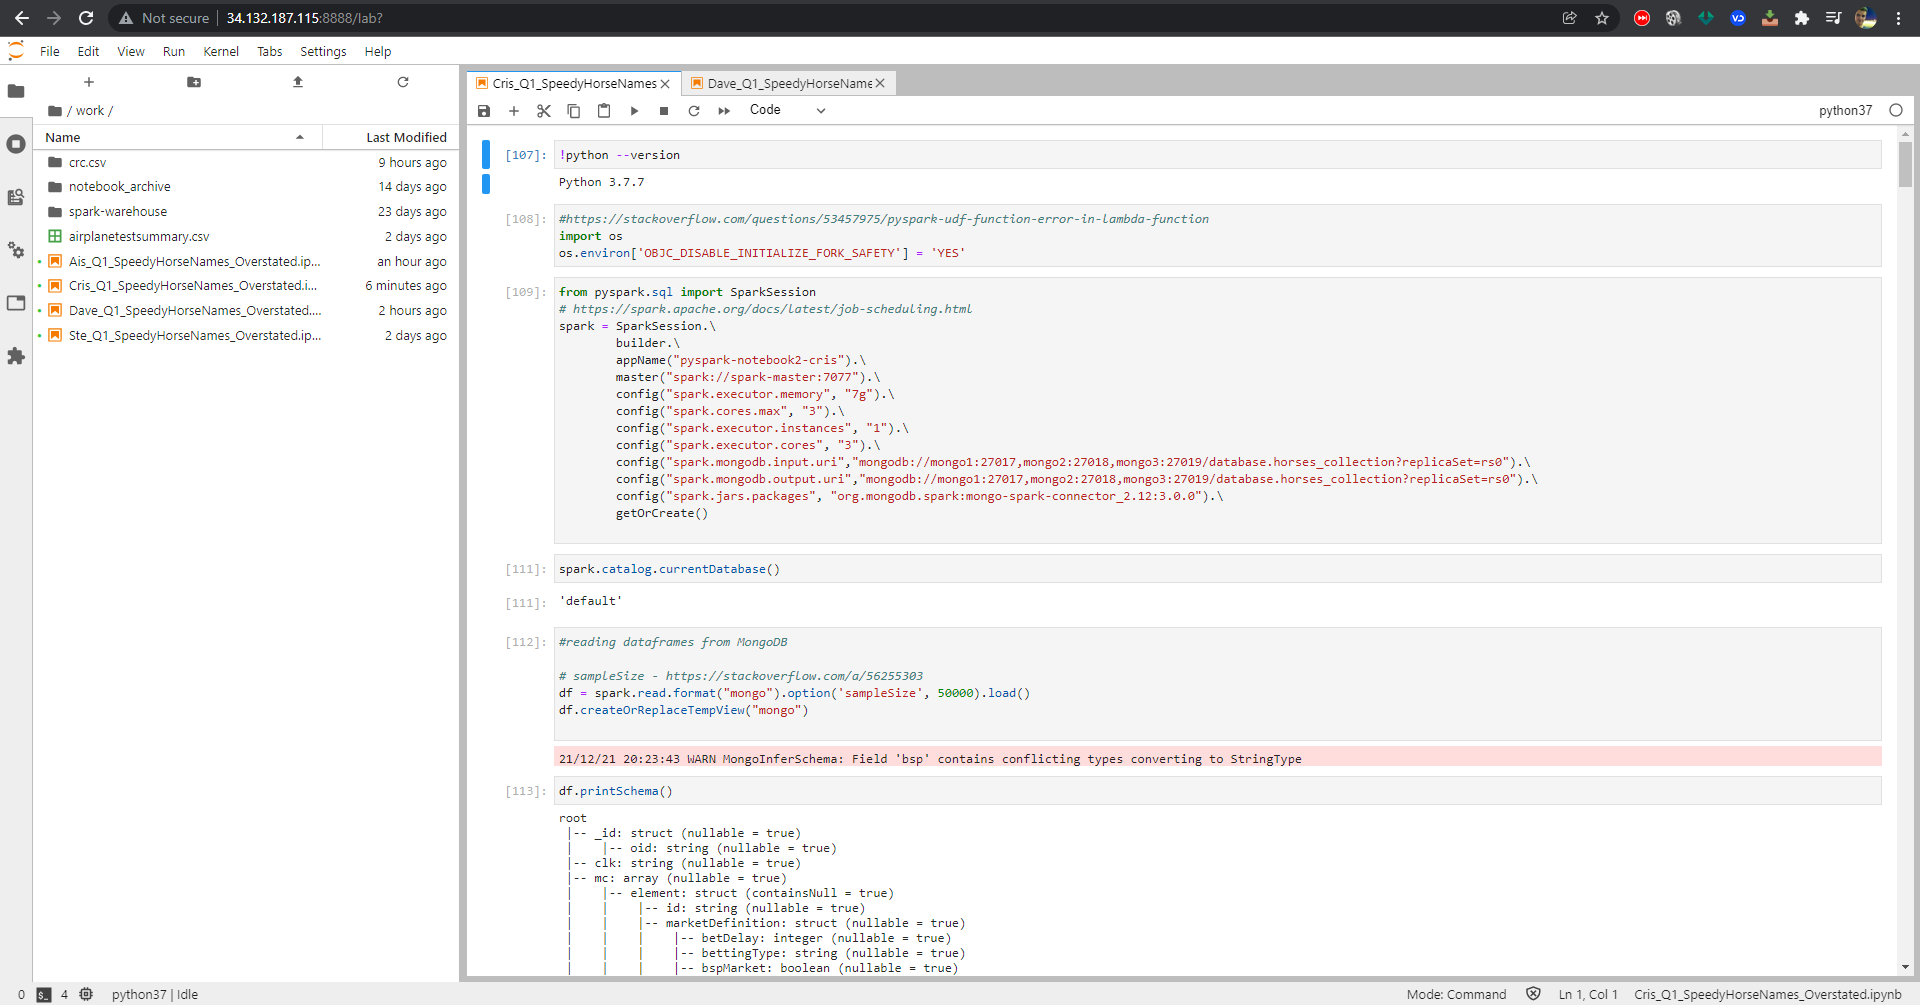 Not secure | 34.132.187.115:8888/lab?
File Edit View Run Kernel Tabs Settings Help
/ work /
Name Last Modified
crc.csv 9 hours ago
notebook_archive 14 days ago
spark-warehouse 23 days ago
airplanetestsummary.csv 2 days ago
Ais_Q1_SpeedyHorseNames_Overstated.ip... an hour ago
Cris_Q1_SpeedyHorseNames_Overstated.i... 6 minutes ago
Dave_Q1_SpeedyHorseNames_Overstated.... 2 hours ago
Ste_Q1_SpeedyHorseNames_Overstated.ip... 2 days ago
Cris_Q1_SpeedyHorseNames Dave_Q1_SpeedyHorseName
Code python37
[107]: !python --version
Python 3.7.7
[108]: #https://stackoverflow.com/questions/53457975/pyspark-udf-function-error-in-lambda-function
import os
os.environ['OBJC_DISABLE_INITIALIZE_FORK_SAFETY'] = 'YES'
[109]: from pyspark.sql import SparkSession
# https://spark.apache.org/docs/latest/job-scheduling.html
spark = SparkSession.\
builder.\
appName("pyspark-notebook2-cris").\
master("spark://spark-master:7077").\
config("spark.executor.memory", "7g").\
config("spark.cores.max", "3").\
config("spark.executor.instances", "1").\
config("spark.executor.cores", "3").\
config("spark.mongodb.input.uri","mongodb://mongo1:27017,mongo2:27018,mongo3:27019/database.horses_collection?replicaSet=rs0").\
config("spark.mongodb.output.uri","mongodb://mongo1:27017,mongo2:27018,mongo3:27019/database.horses_collection?replicaSet=rs0").\
config("spark.jars.packages", "org.mongodb.spark:mongo-spark-connector_2.12:3.0.0").\
getOrCreate()
[111]: spark.catalog.currentDatabase()
[111]: 'default'
[112]: #reading dataframes from MongoDB
# sampleSize - https://stackoverflow.com/a/56255303
df = spark.read.format("mongo").option('sampleSize', 50000).load()
df.createOrReplaceTempView("mongo")
21/12/21 20:23:43 WARN MongoInferSchema: Field 'bsp' contains conflicting types converting to StringType
[113]: df.printSchema()
root
|-- _id: struct (nullable = true)
| |-- oid: string (nullable = true)
|-- clk: string (nullable = true)
|-- mc: array (nullable = true)
| |-- element: struct (containsNull = true)
| | |-- id: string (nullable = true)
| | |-- marketDefinition: struct (nullable = true)
| | | |-- betDelay: integer (nullable = true)
| | | |-- bettingType: string (nullable = true)
| | | |-- bspMarket: boolean (nullable = true)
0 4 python37 | Idle Mode: Command Ln 1, Col 1 Cris_Q1_SpeedyHorseNames_Overstated.ipynb